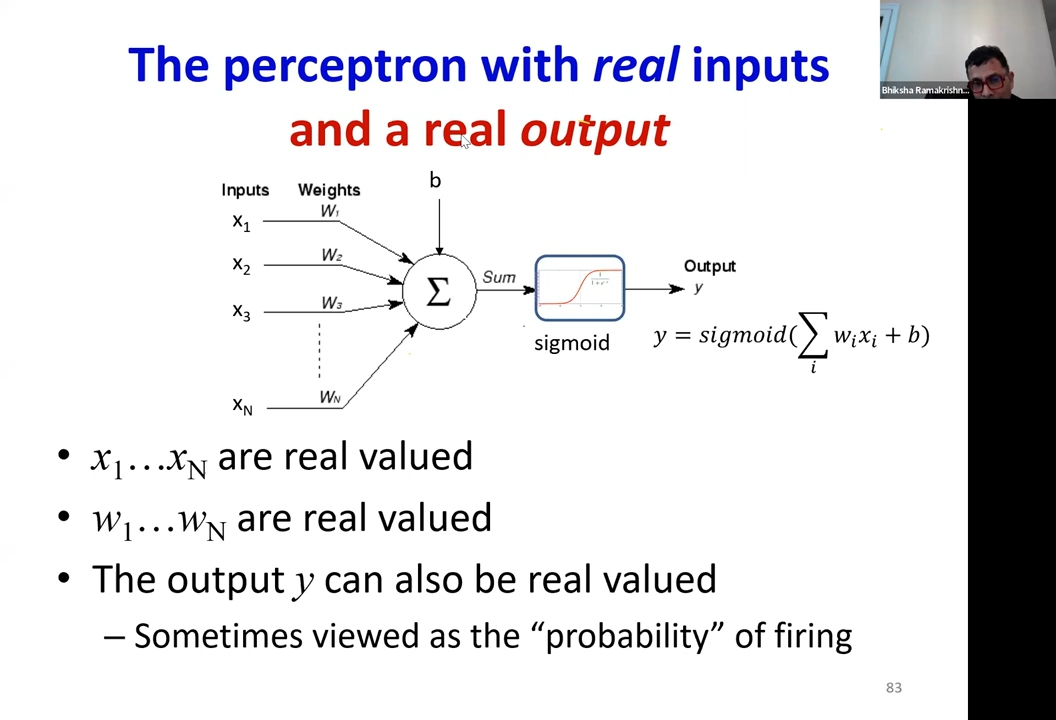 The perceptron with real inputs
and a real output
Bhiksha Ramakrishn...
b
Inputs Weights
x1 W1
x2 W2
x3 W3
xN WN
Σ
Sum
sigmoid
Output
y
y = sigmoid(∑ wixi + b)
i
• x1…xN are real valued
• w1…wN are real valued
• The output y can also be real valued
– Sometimes viewed as the “probability” of firing
83